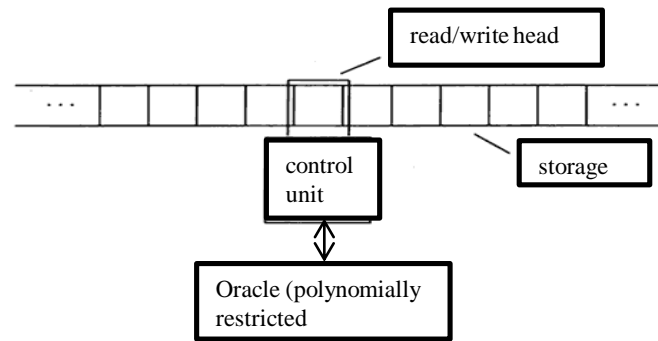 read/write head
... ...
storage
control
unit
Oracle (polynomially
restricted